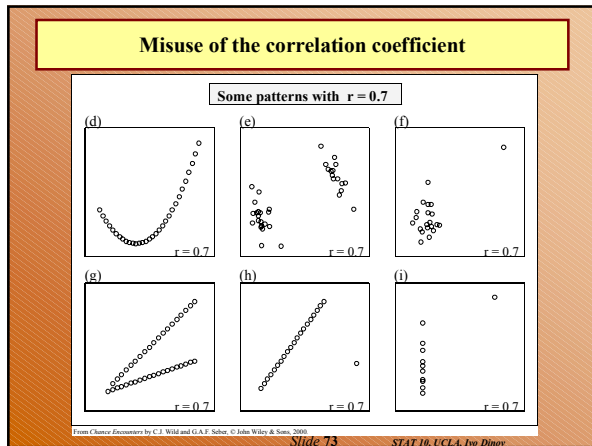 Misuse of the correlation coefficient
Some patterns with r = 0.7
(d)
(e)
(f)
r = 0.7
r = 0.7
r = 0.7
(g)
(h)
(i)
r = 0.7
r = 0.7
r = 0.7
From Chance Encounters by C.J. Wild and G.A.F. Seber, © John Wiley & Sons, 2000.
Slide 73
STAT 10, UCLA, Ivo Dinov